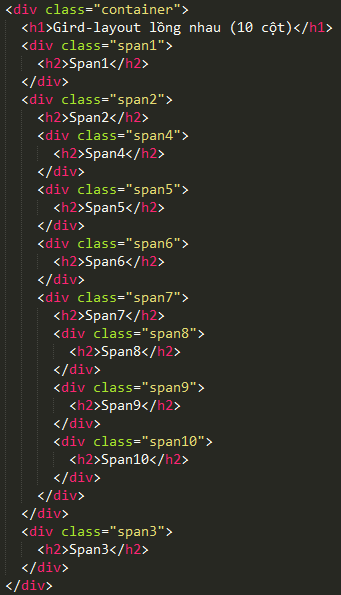 <div class="container">
  <h1>Gird-layout lồng nhau (10 cột)</h1>
  <div class="span1">
    <h2>Span1</h2>
  </div>
  <div class="span2">
    <h2>Span2</h2>
    <div class="span4">
      <h2>Span4</h2>
    </div>
    <div class="span5">
      <h2>Span5</h2>
    </div>
    <div class="span6">
      <h2>Span6</h2>
    </div>
    <div class="span7">
      <h2>Span7</h2>
      <div class="span8">
        <h2>Span8</h2>
      </div>
      <div class="span9">
        <h2>Span9</h2>
      </div>
      <div class="span10">
        <h2>Span10</h2>
      </div>
    </div>
  </div>
  <div class="span3">
    <h2>Span3</h2>
  </div>
</div>